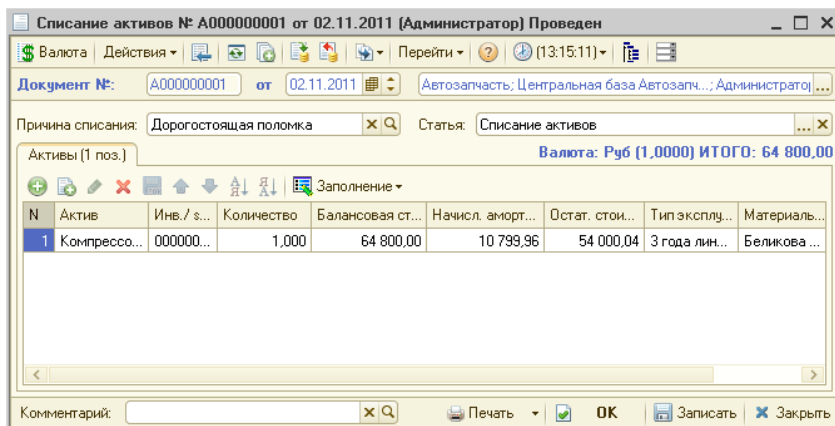 Списание активов № А000000001 от 02.11.2011 (Администратор) Проведен
Валюта Действия Перейти (13:15:11)
Документ №: А000000001 от 02.11.2011 Автозапчасть; Центральная база Автозапч...; Администратор ...
Причина списания: Дорогостоящая поломка Статья: Списание активов ...
Активы (1 поз.) Валюта: Руб (1,0000) ИТОГО: 64 800,00
Заполнение
N Актив Инв./ s... Количество Балансовая ст... Начисл. аморт... Остат. стои... Тип эксплу... Материаль...
1 Компрессо... 000000... 1,000 64 800,00 10 799,96 54 000,04 3 года лин... Беликова ...
Комментарий: Печать OK Записать Закрыть